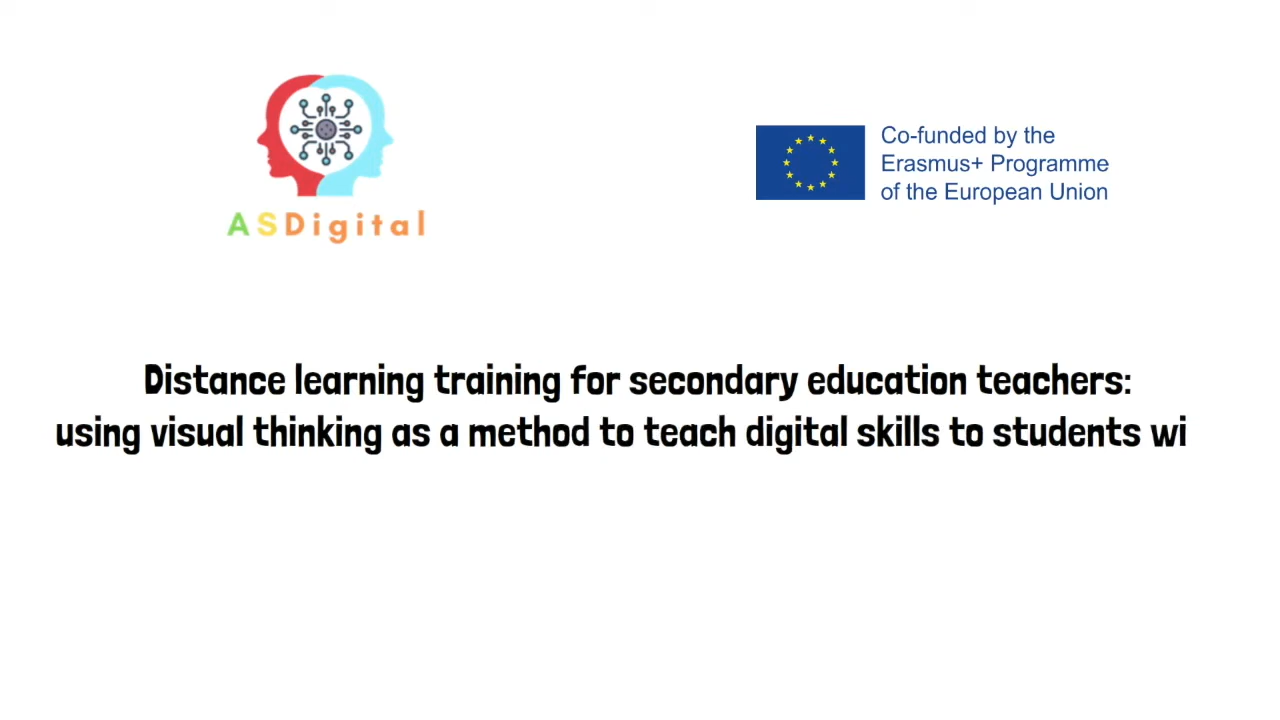 ASDigital
Co-funded by the
Erasmus+ Programme
of the European Union
Distance learning training for secondary education teachers:
using visual thinking as a method to teach digital skills to students wi